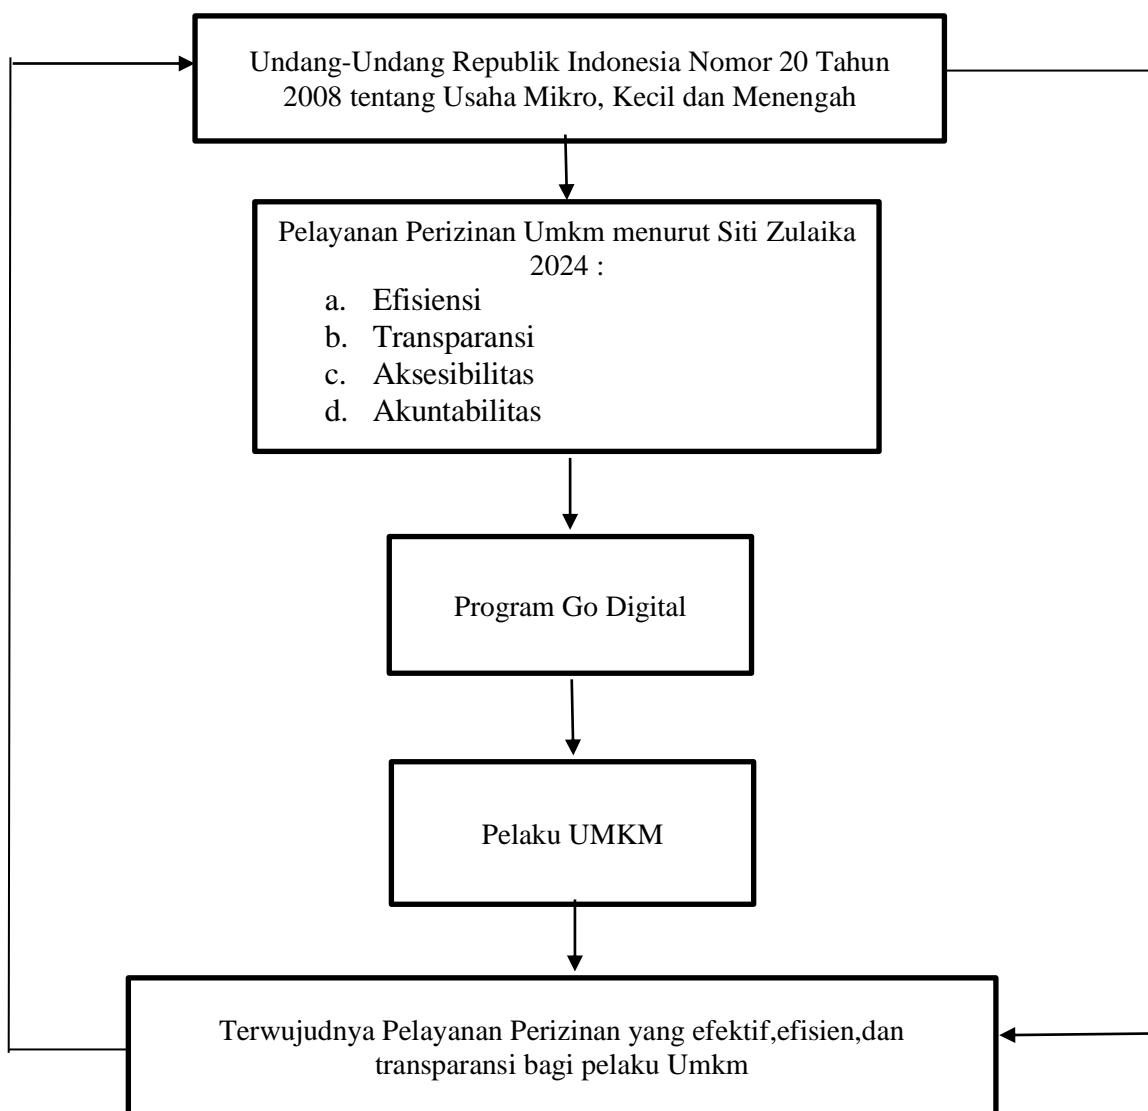 Undang-Undang Republik Indonesia Nomor 20 Tahun
2008 tentang Usaha Mikro, Kecil dan Menengah
Pelayanan Perizinan Umkm menurut Siti Zulaika
2024 :
a. Efisiensi
b. Transparansi
c. Aksesibilitas
d. Akuntabilitas
Program Go Digital
Pelaku UMKM
Terwujudnya Pelayanan Perizinan yang efektif,efisien,dan
transparansi bagi pelaku Umkm